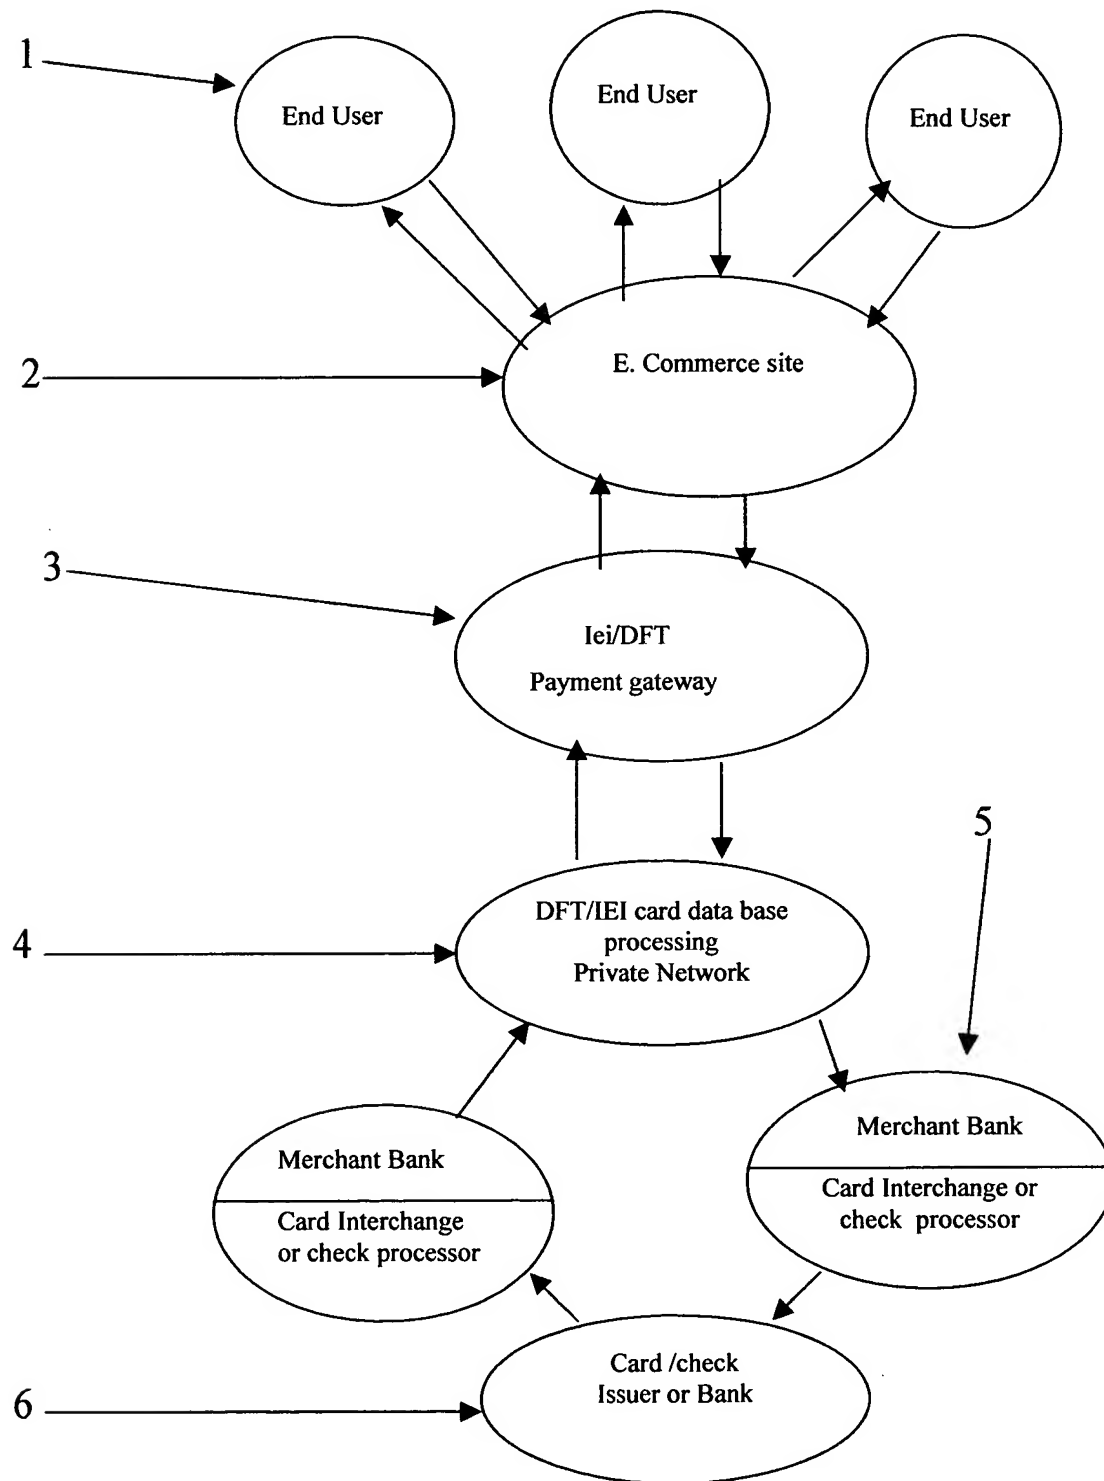 1
End User
End User
End User
2
E. Commerce site
3
Iei/DFT
Payment gateway
4
DFT/IEI card data base
processing
Private Network
5
Merchant Bank
Card Interchange or
check processor
Merchant Bank
Card Interchange
or check processor
6
Card /check
Issuer or Bank